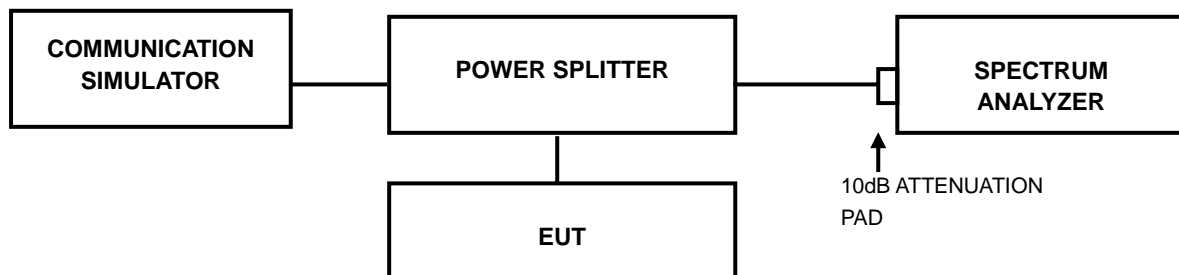 COMMUNICATION
SIMULATOR
POWER SPLITTER
SPECTRUM
ANALYZER
10dB ATTENUATION
PAD
EUT